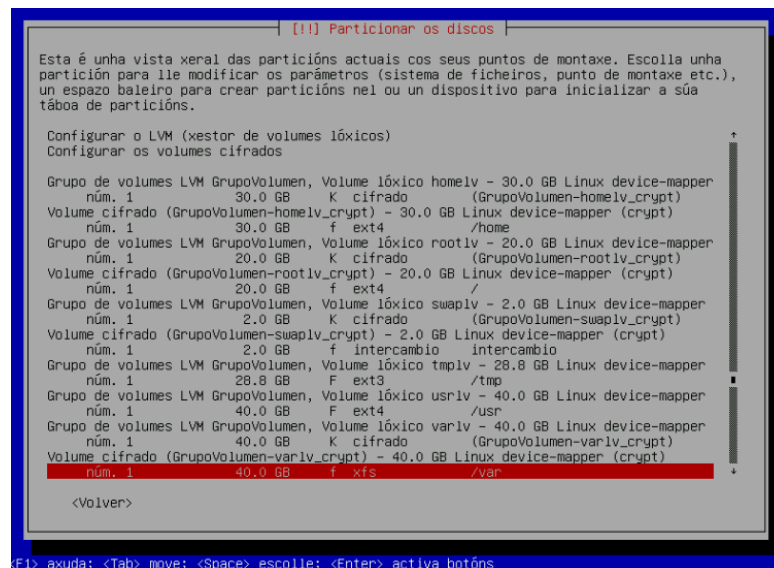 [!!] Particionar os discos
Esta é unha vista xeral das particións actuais cos seus puntos de montaxe. Escolla unha
partición para lle modificar os parámetros (sistema de ficheiros, punto de montaxe etc.),
un espazo baleiro para crear particións nel ou un dispositivo para inicializar a súa
táboa de particións.
Configurar o LVM (xestor de volumes lóxicos)
Configurar os volumes cifrados
Grupo de volumes LVM GrupoVolumen, Volume lóxico homelv - 30.0 GB Linux device-mapper
núm. 1 30.0 GB K cifrado (GrupoVolumen-homelv_crypt)
Volume cifrado (GrupoVolumen-homelv_crypt) - 30.0 GB Linux device-mapper (crypt)
núm. 1 30.0 GB f ext4 /home
Grupo de volumes LVM GrupoVolumen, Volume lóxico rootlv - 20.0 GB Linux device-mapper
núm. 1 20.0 GB K cifrado (GrupoVolumen-rootlv_crypt)
Volume cifrado (GrupoVolumen-rootlv_crypt) - 20.0 GB Linux device-mapper (crypt)
núm. 1 20.0 GB f ext4 /
Grupo de volumes LVM GrupoVolumen, Volume lóxico swaplv - 2.0 GB Linux device-mapper
núm. 1 2.0 GB K cifrado (GrupoVolumen-swaplv_crypt)
Volume cifrado (GrupoVolumen-swaplv_crypt) - 2.0 GB Linux device-mapper (crypt)
núm. 1 2.0 GB f intercambio intercambio
Grupo de volumes LVM GrupoVolumen, Volume lóxico tmplv - 28.8 GB Linux device-mapper
núm. 1 28.8 GB F ext3 /tmp
Grupo de volumes LVM GrupoVolumen, Volume lóxico usrlv - 40.0 GB Linux device-mapper
núm. 1 40.0 GB F ext4 /usr
Grupo de volumes LVM GrupoVolumen, Volume lóxico varlv - 40.0 GB Linux device-mapper
núm. 1 40.0 GB K cifrado (GrupoVolumen-varlv_crypt)
Volume cifrado (GrupoVolumen-varlv_crypt) - 40.0 GB Linux device-mapper (crypt)
núm. 1 40.0 GB f xfs /var
<Volver>
<F1> axuda; <Tab> move; <Space> escolle; <Enter> activa botóns